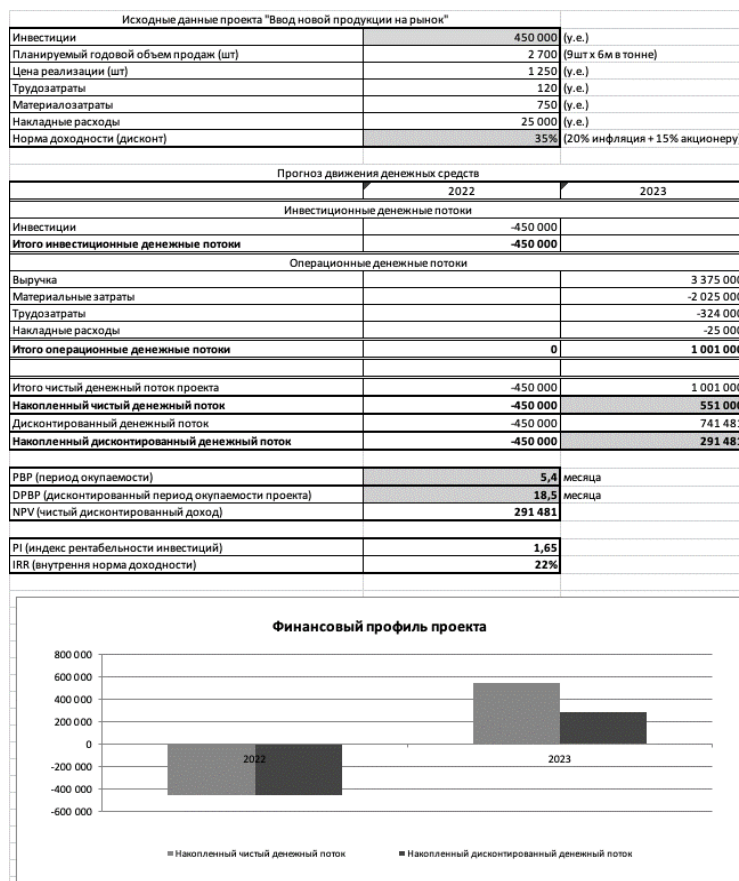 Исходные данные проекта "Ввод новой продукции на рынок"
Инвестиции 450 000 (у.е.)
Планируемый годовой объем продаж (шт) 2 700 (9шт х 6м в тонне)
Цена реализации (шт) 1 250 (у.е.)
Трудозатраты 120 (у.е.)
Материалозатраты 750 (у.е.)
Накладные расходы 25 000 (у.е.)
Норма доходности (дисконт) 35% (20% инфляция + 15% акционеру)
Прогноз движения денежных средств
2022 2023
Инвестиционные денежные потоки
Инвестиции -450 000
Итого инвестиционные денежные потоки -450 000
Операционные денежные потоки
Выручка 3 375 000
Материальные затраты -2 025 000
Трудозатраты -324 000
Накладные расходы -25 000
Итого операционные денежные потоки 0 1 001 000
Итого чистый денежный поток проекта -450 000 1 001 000
Накопленный чистый денежный поток -450 000 551 000
Дисконтированный денежный поток -450 000 741 481
Накопленный дисконтированный денежный поток -450 000 291 481
PBP (период окупаемости) 5,4 месяца
DPBP (дисконтированный период окупаемости проекта) 18,5 месяца
NPV (чистый дисконтированный доход) 291 481
PI (индекс рентабельности инвестиций) 1,65
IRR (внутрення норма доходности) 22%
Финансовый профиль проекта
800 000
600 000
400 000
200 000
0
-200 000
-400 000
-600 000
2022 2023
Накопленный чистый денежный поток Накопленный дисконтированный денежный поток